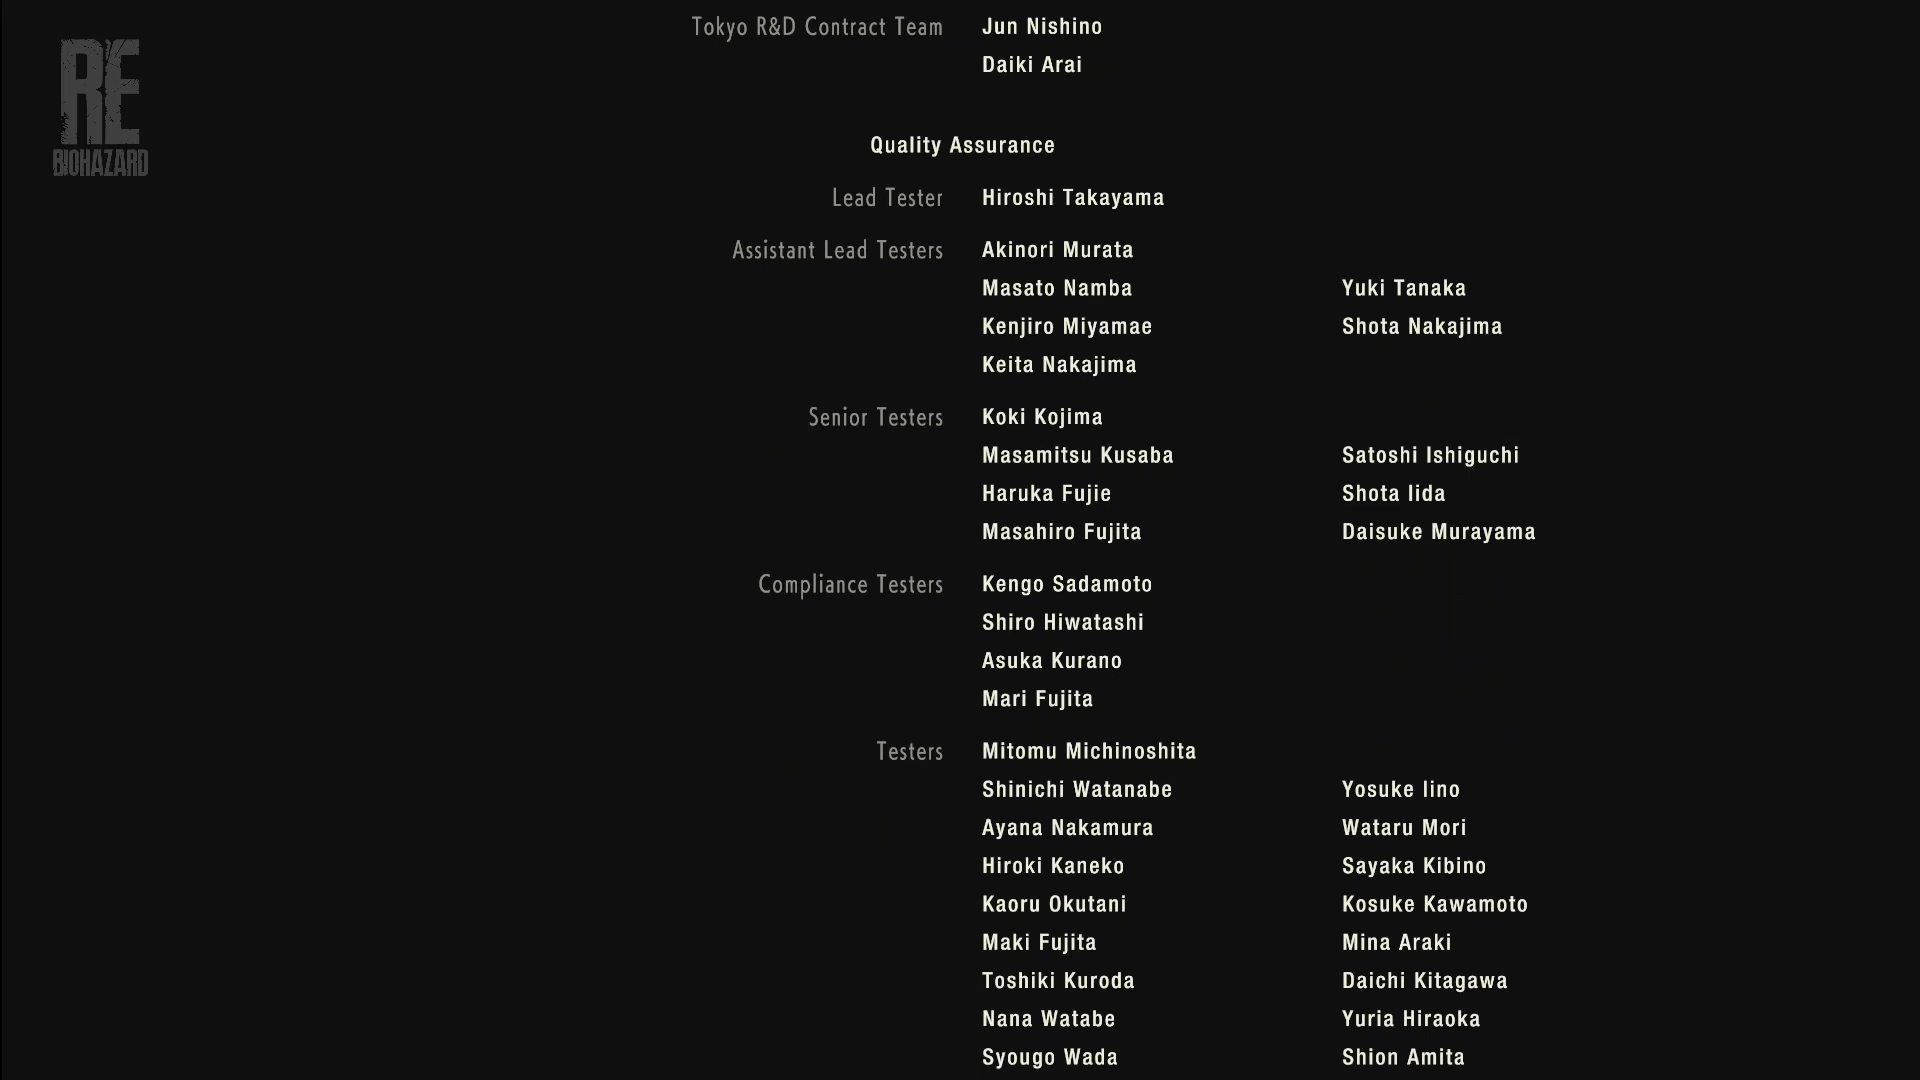 Tokyo R&D Contract Team Jun Nishino
Daiki Arai
RE
BIOHAZARD
Quality Assurance
Lead Tester Hiroshi Takayama
Assistant Lead Testers Akinori Murata
Masato Namba Yuki Tanaka
Kenjiro Miyamae Shota Nakajima
Keita Nakajima
Senior Testers Koki Kojima
Masamitsu Kusaba Satoshi Ishiguchi
Haruka Fujie Shota Iida
Masahiro Fujita Daisuke Murayama
Compliance Testers Kengo Sadamoto
Shiro Hiwatashi
Asuka Kurano
Mari Fujita
Testers Mitomu Michinoshita
Shinichi Watanabe Yosuke Iino
Ayana Nakamura Wataru Mori
Hiroki Kaneko Sayaka Kibino
Kaoru Okutani Kosuke Kawamoto
Maki Fujita Mina Araki
Toshiki Kuroda Daichi Kitagawa
Nana Watabe Yuria Hiraoka
Syougo Wada Shion Amita